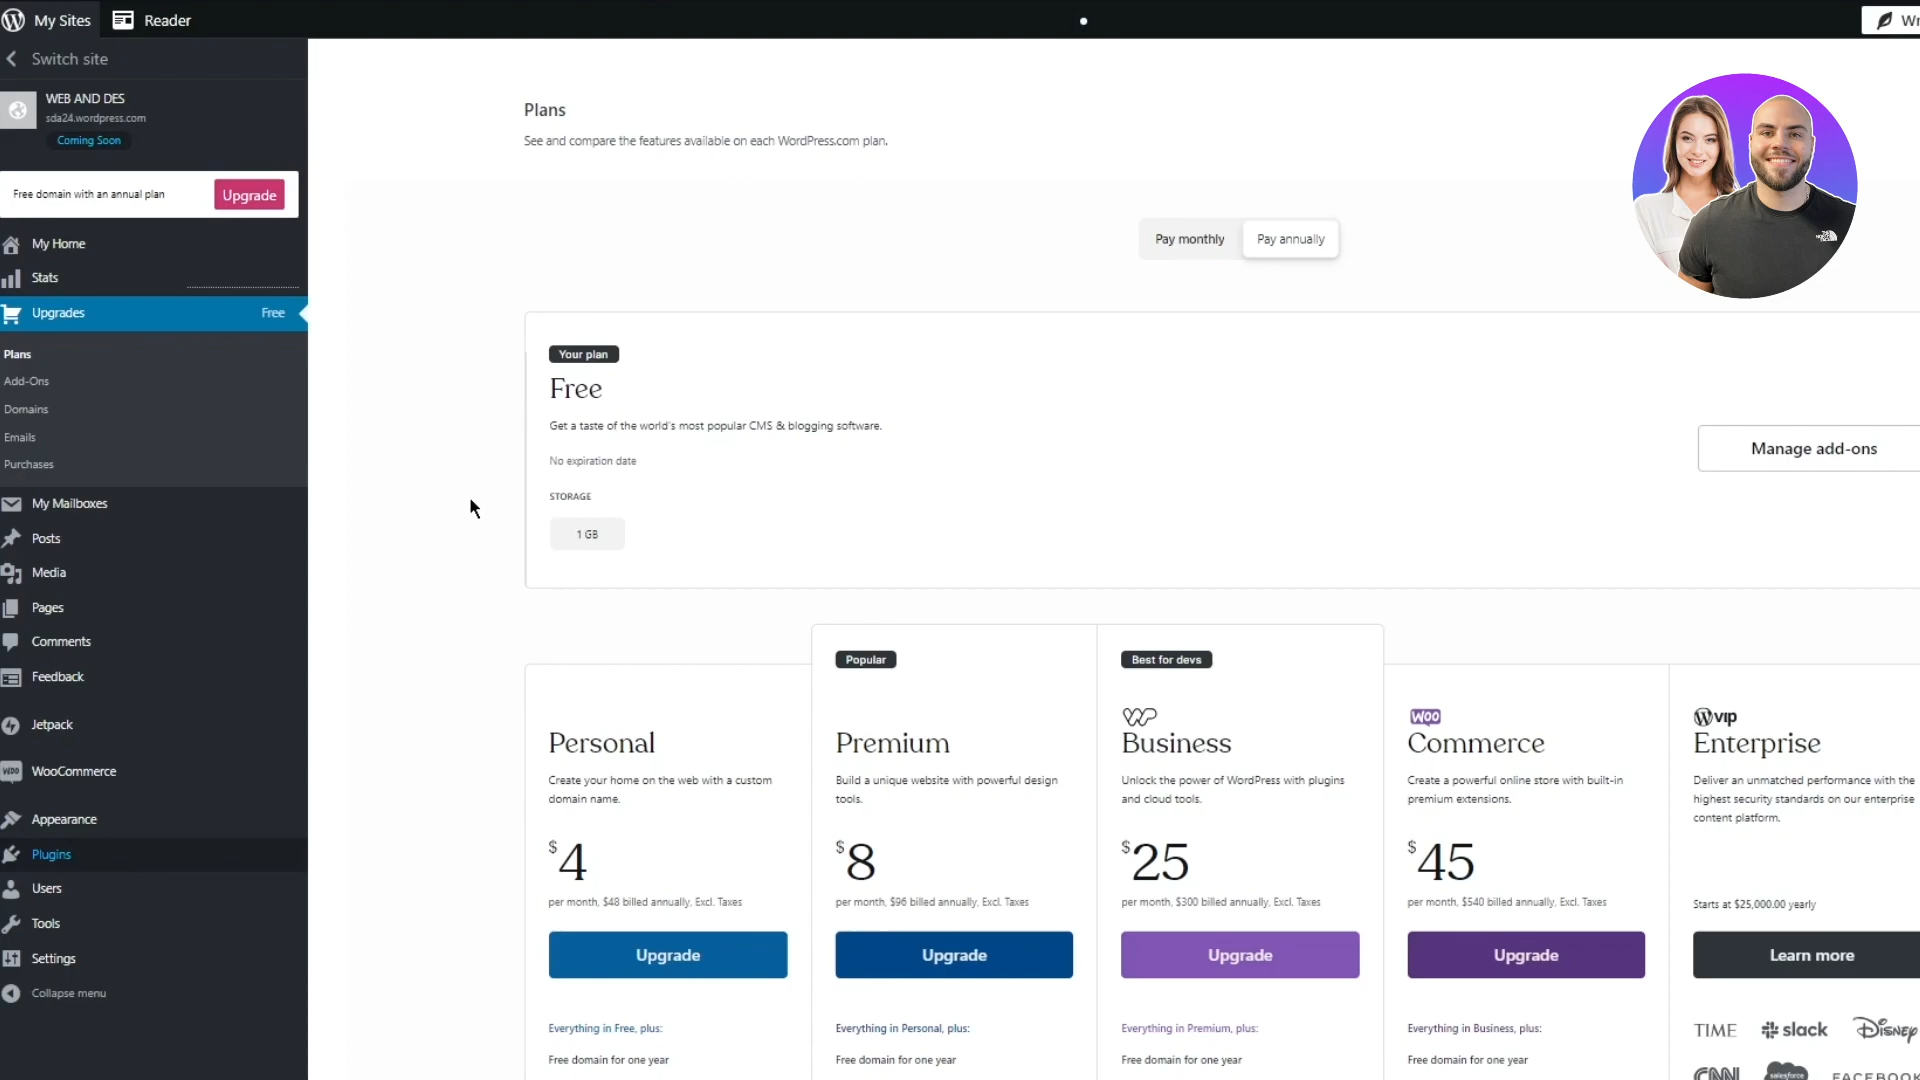 My Sites
Reader
Wr
Switch site
WEB AND DES
sda24.wordpress.com
Coming Soon
Free domain with an annual plan
Upgrade
My Home
Stats
Upgrades
Free
Plans
Add-Ons
Domains
Emails
Purchases
My Mailboxes
Posts
Media
Pages
Comments
Feedback
Jetpack
WooCommerce
Appearance
Plugins
Users
Tools
Settings
Collapse menu
Plans
See and compare the features available on each WordPress.com plan.
Pay monthly
Pay annually
Your plan
Free
Get a taste of the world's most popular CMS & blogging software.
No expiration date
STORAGE
1 GB
Manage add-ons
Personal
Create your home on the web with a custom
domain name.
$4
per month, $48 billed annually, Excl. Taxes
Upgrade
Everything in Free, plus:
Free domain for one year
Popular
Premium
Build a unique website with powerful design
tools.
$8
per month, $96 billed annually, Excl. Taxes
Upgrade
Everything in Personal, plus:
Free domain for one year
Best for devs
Business
Unlock the power of WordPress with plugins
and cloud tools.
$25
per month, $300 billed annually, Excl. Taxes
Upgrade
Everything in Premium, plus:
Free domain for one year
WOO
Commerce
Create a powerful online store with built-in
premium extensions.
$45
per month, $540 billed annually, Excl. Taxes
Upgrade
Everything in Business, plus:
Free domain for one year
VIP
Enterprise
Deliver an unmatched performance with the
highest security standards on our enterprise
content platform.
Starts at $25,000.00 yearly
Learn more
TIME
slack
Disney
CNN
salesforce
FACEBOOK